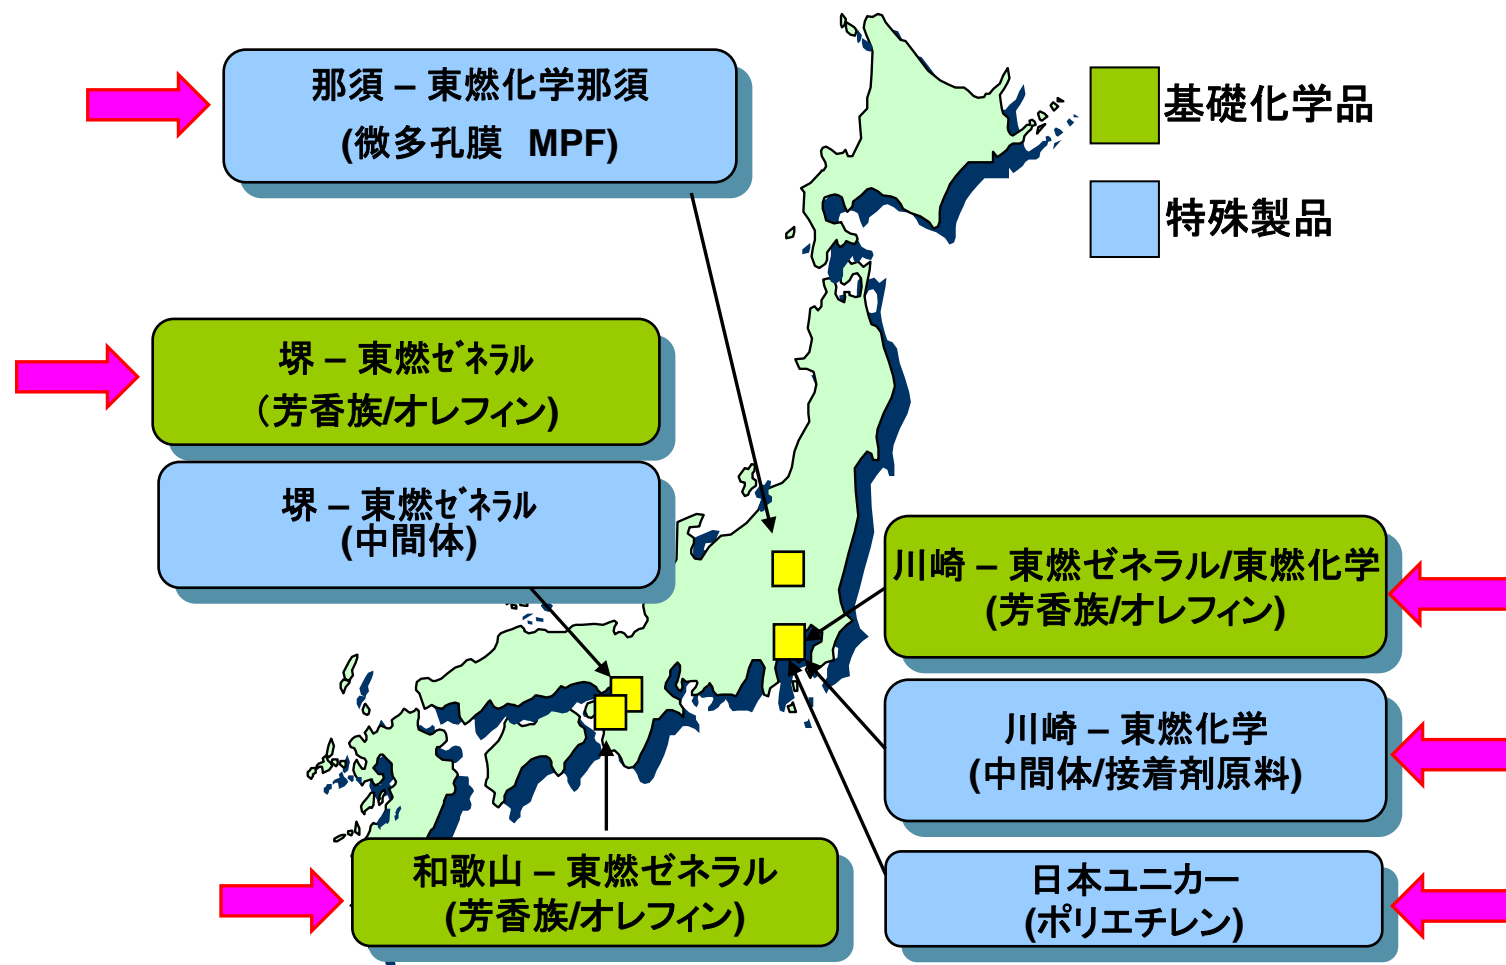 那須 – 東燃化学那須
(微多孔膜　MPF)
基礎化学品
特殊製品
堺 – 東燃ｾﾞﾈﾗﾙ
（芳香族/オレフィン)
堺 – 東燃ｾﾞﾈﾗﾙ
(中間体)
川崎 – 東燃ゼネラル/東燃化学
(芳香族/オレフィン)
川崎 – 東燃化学
(中間体/接着剤原料)
和歌山 – 東燃ゼネラル
(芳香族/オレフィン)
日本ユニカー
(ポリエチレン)